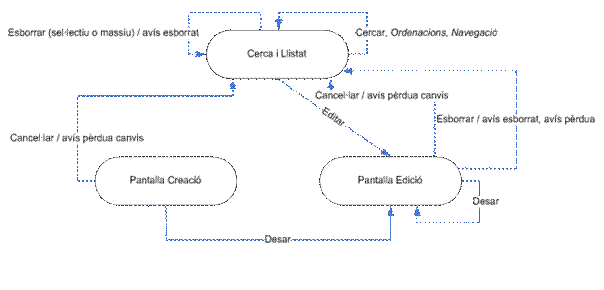 Esborrar (sel·lectiu o massiu) / avís esborrat
Cercar, Ordenacions, Navegació
Cerca i Llistat
Cancel·lar / avís pèrdua canvis
Editar
Esborrar / avís esborrat, avís pèrdua
Cancel·lar / avís pèrdua canvis
Pantalla Creació
Pantalla Edició
Desar
Desar